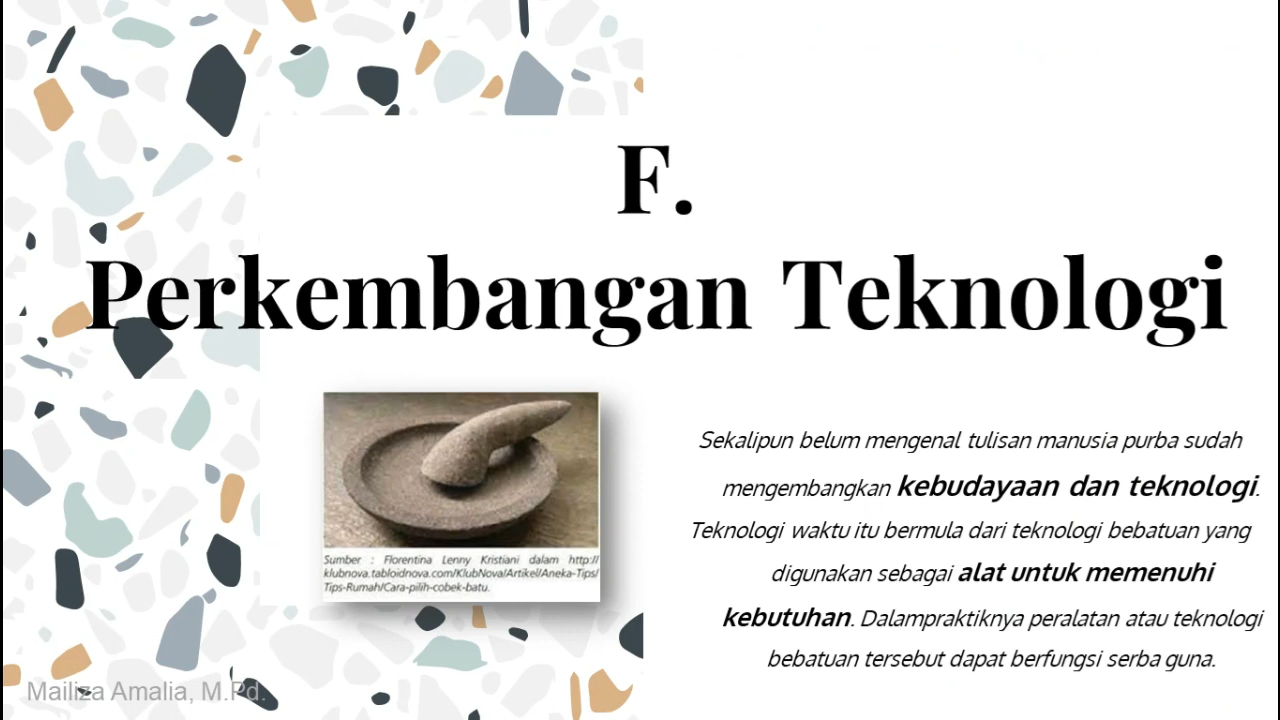 F.
Perkembangan Teknologi
Sumber : Florentina Lenny Kristiani dalam http://
klubnova.tabloidnova.com/KlubNova/Artikel/Aneka-Tips/
Tips-Rumah/Cara-pilih-cobek-batu.
Sekalipun belum mengenal tulisan manusia purba sudah
mengembangkan kebudayaan dan teknologi.
Teknologi waktu itu bermula dari teknologi bebatuan yang
digunakan sebagai alat untuk memenuhi
kebutuhan. Dalampraktiknya peralatan atau teknologi
bebatuan tersebut dapat berfungsi serba guna.
Mailiza Amalia, M.Pd.